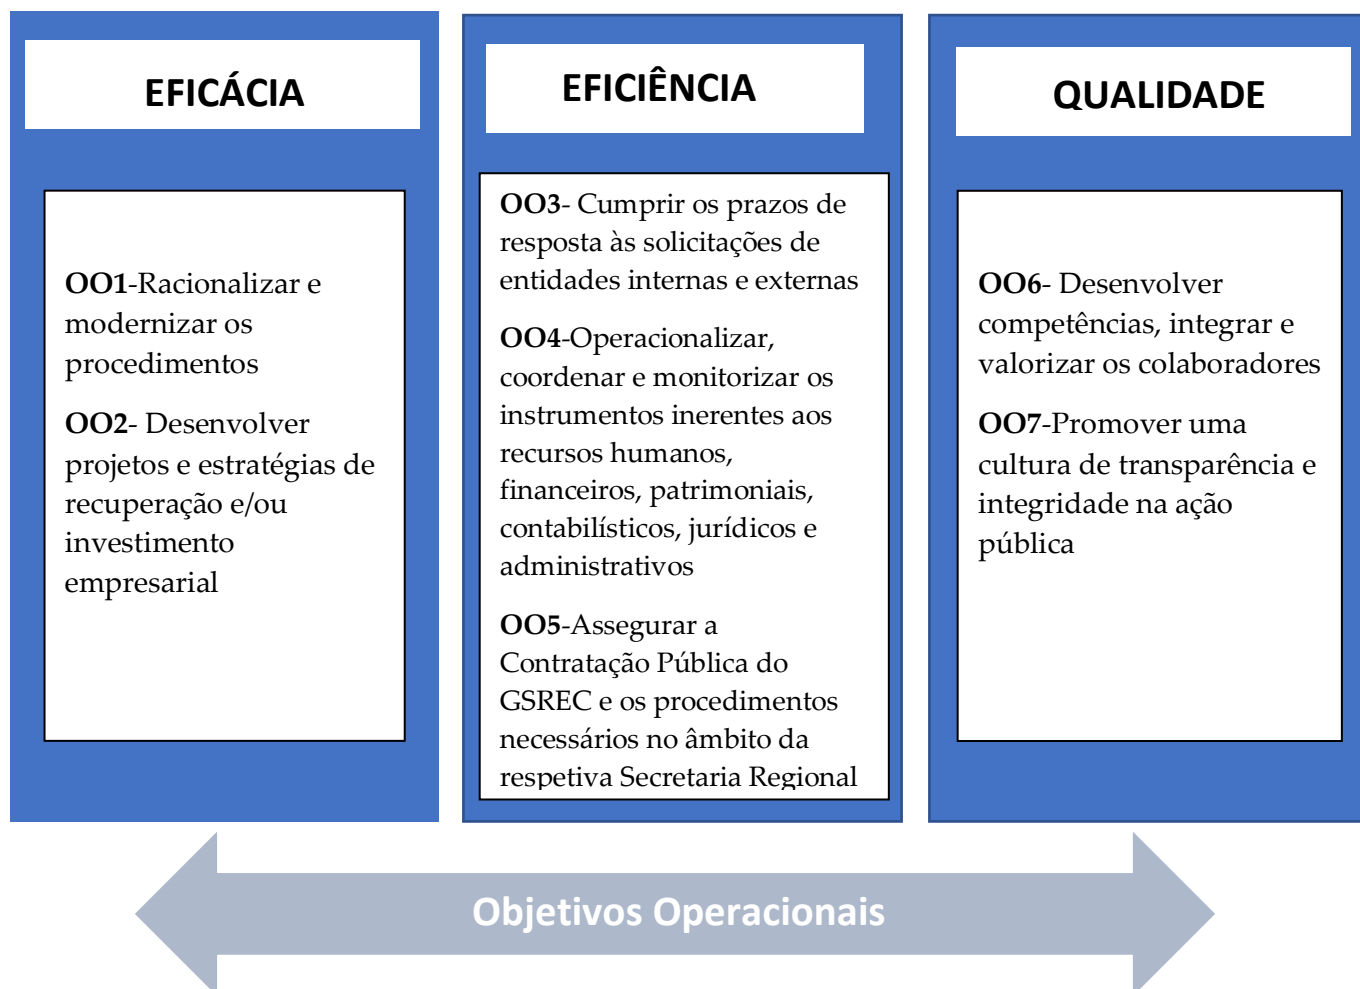 EFICÁCIA
OO1-Racionalizar e
modernizar os
procedimentos
OO2- Desenvolver
projetos e estratégias de
recuperação e/ou
investimento
empresarial
EFICIÊNCIA
OO3- Cumprir os prazos de
resposta às solicitações de
entidades internas e externas
OO4-Operacionalizar,
coordenar e monitorizar os
instrumentos inerentes aos
recursos humanos,
financeiros, patrimoniais,
contabilísticos, jurídicos e
administrativos
OO5-Assegurar a
Contratação Pública do
GSREC e os procedimentos
necessários no âmbito da
respetiva Secretaria Regional
QUALIDADE
OO6- Desenvolver
competências, integrar e
valorizar os colaboradores
OO7-Promover uma
cultura de transparência e
integridade na ação
pública
Objetivos Operacionais